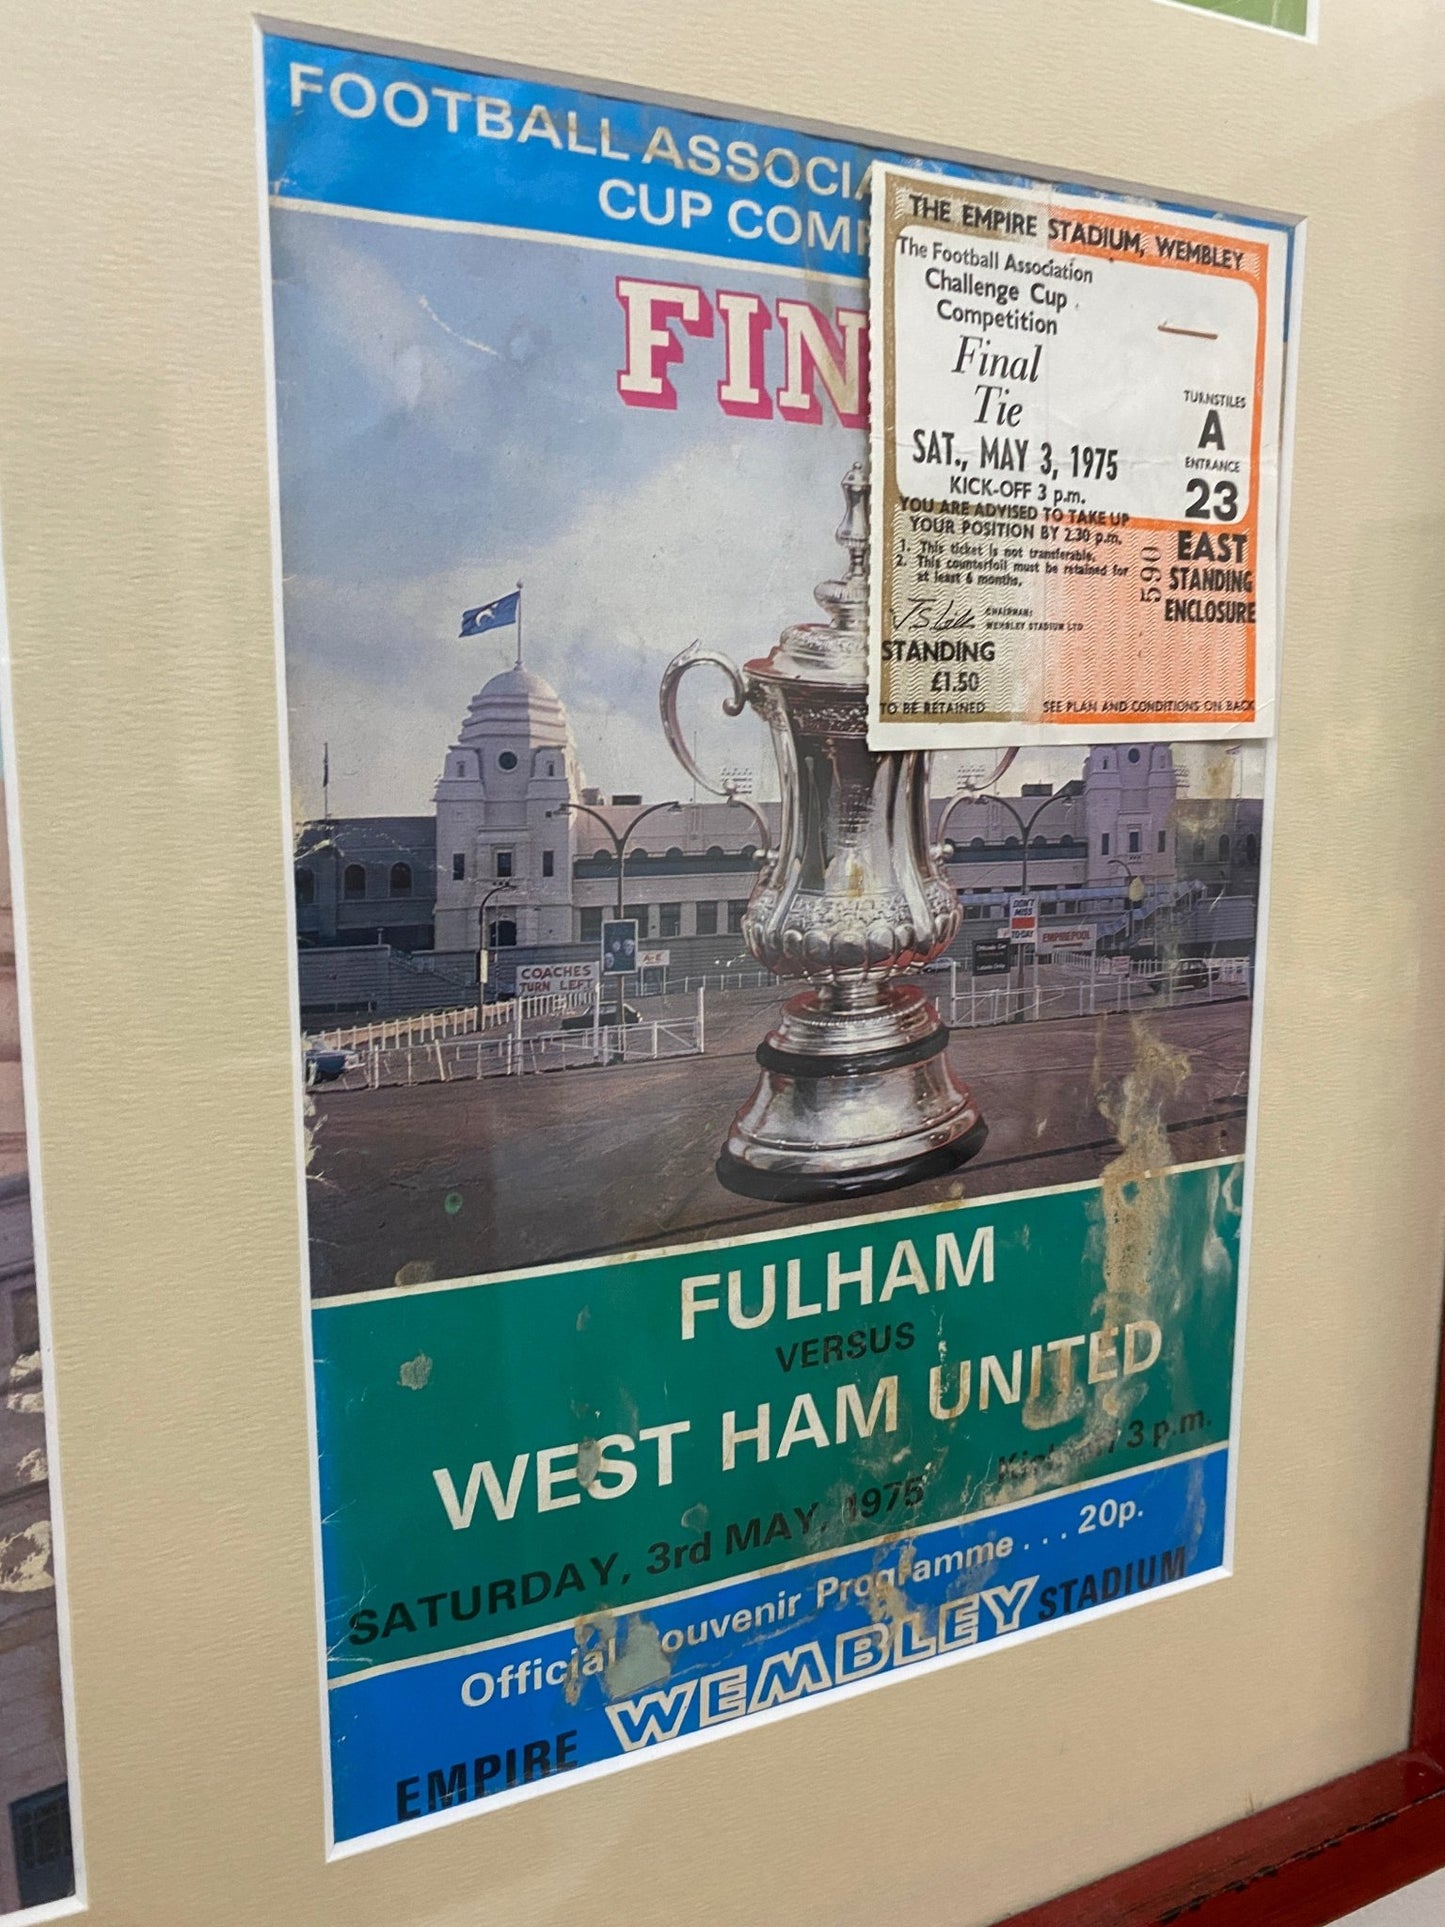 FOOTBALL ASSOCIA
CUP COMP
FIN
THE EMPIRE STADIUM, WEMBLEY
The Football Association
Challenge Cup
Competition
Final
Tie
SAT., MAY 3, 1975
KICK-OFF 3 p.m.
YOU ARE ADVISED TO TAKE UP
YOUR POSITION BY 2.30 p.m.
1. This ticket is not transferable.
2. This counterfoil must be retained for
at least 6 months.
CHAIRMAN:
WEMBLEY STADIUM LTD
STANDING
£1.50
TO BE RETAINED
TURNSTILES
A
ENTRANCE
23
EAST
STANDING
ENCLOSURE
590
SEE PLAN AND CONDITIONS ON BACK
COACHES
TURN LEFT
A-E
DON'T
MISS
TO-DAY
EMPIREPOOL
FULHAM
VERSUS
WEST HAM UNITED
SATURDAY, 3rd MAY, 1975
3 p.m.
Official Souvenir Programme . . . 20p.
EMPIRE WEMBLEY STADIUM